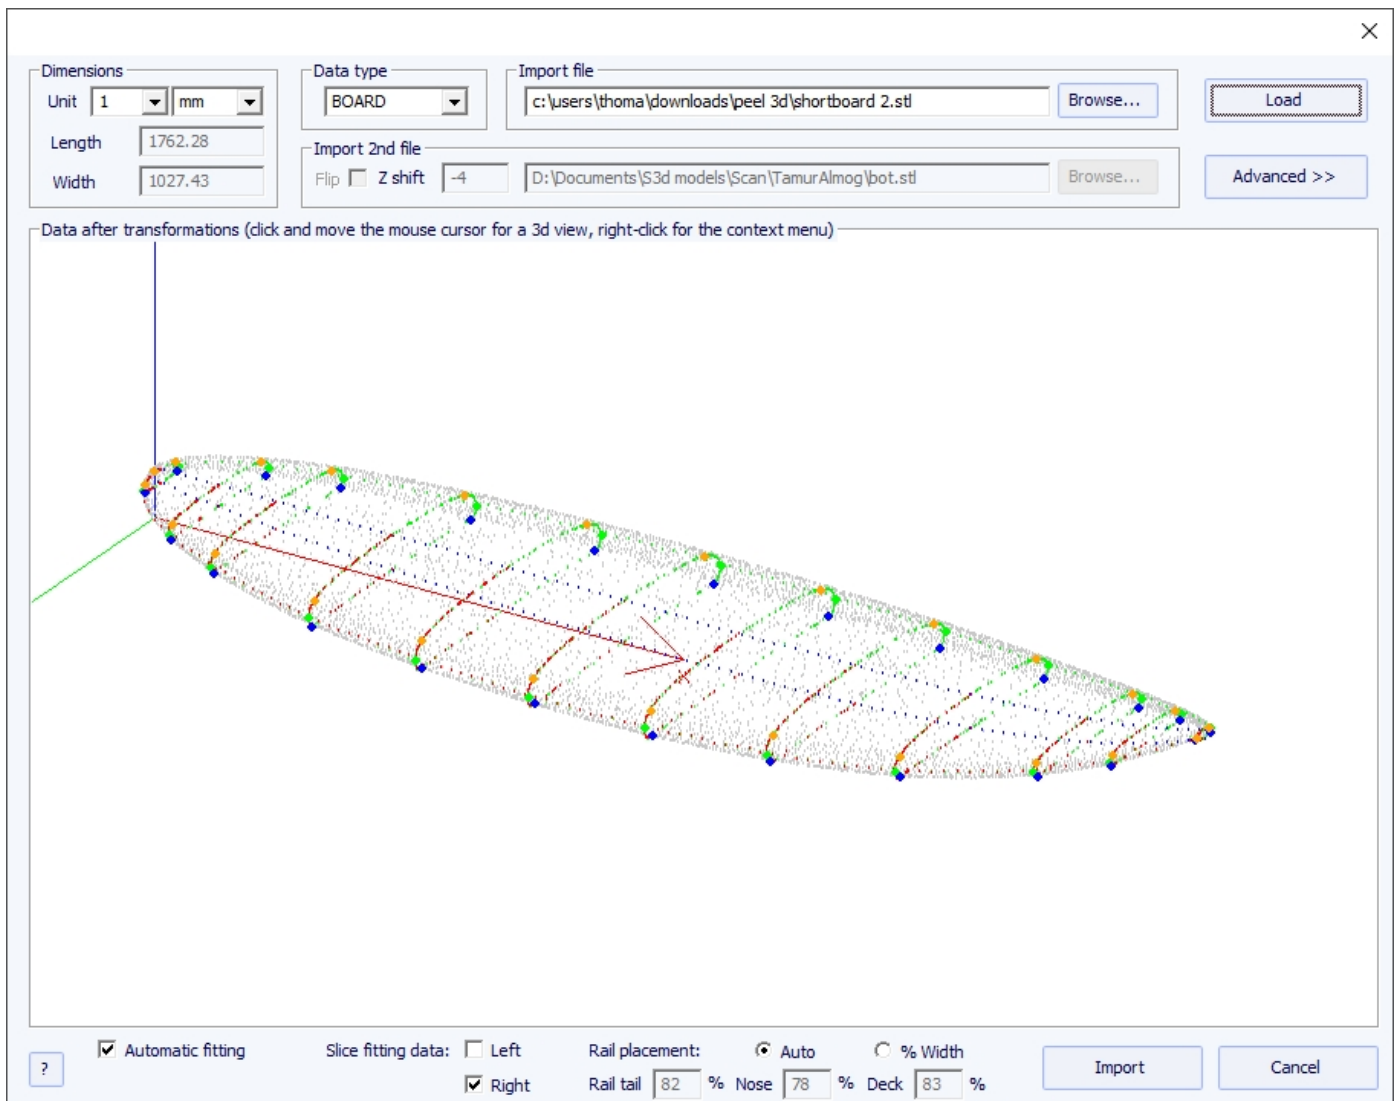 Dimensions
Unit 1 mm
Length 1762.28
Width 1027.43
Data type
BOARD
Import file
c:\users\thoma\downloads\peel 3d\shortboard 2.stl Browse...
Load
Import 2nd file
Flip Z shift -4 D:\Documents\S3d models\Scan\TamurAlmog\bot.stl Browse...
Advanced >>
Data after transformations (click and move the mouse cursor for a 3d view, right-click for the context menu)
?
Automatic fitting
Slice fitting data: Left
Right
Rail placement: Auto % Width
Rail tail 82 % Nose 78 % Deck 83 %
Import
Cancel